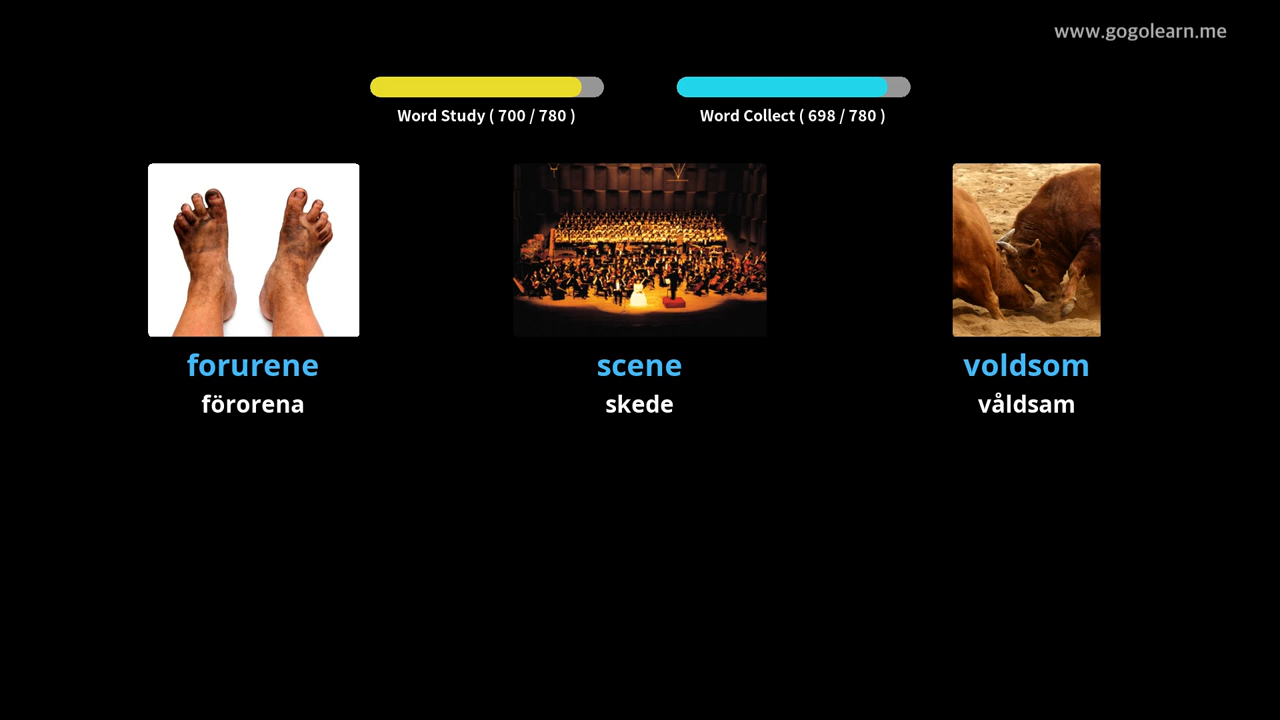 www.gogolearn.me
Word Study ( 700 / 780 )
Word Collect ( 698 / 780 )
forurene
scene
voldsom
förorena
skede
våldsam